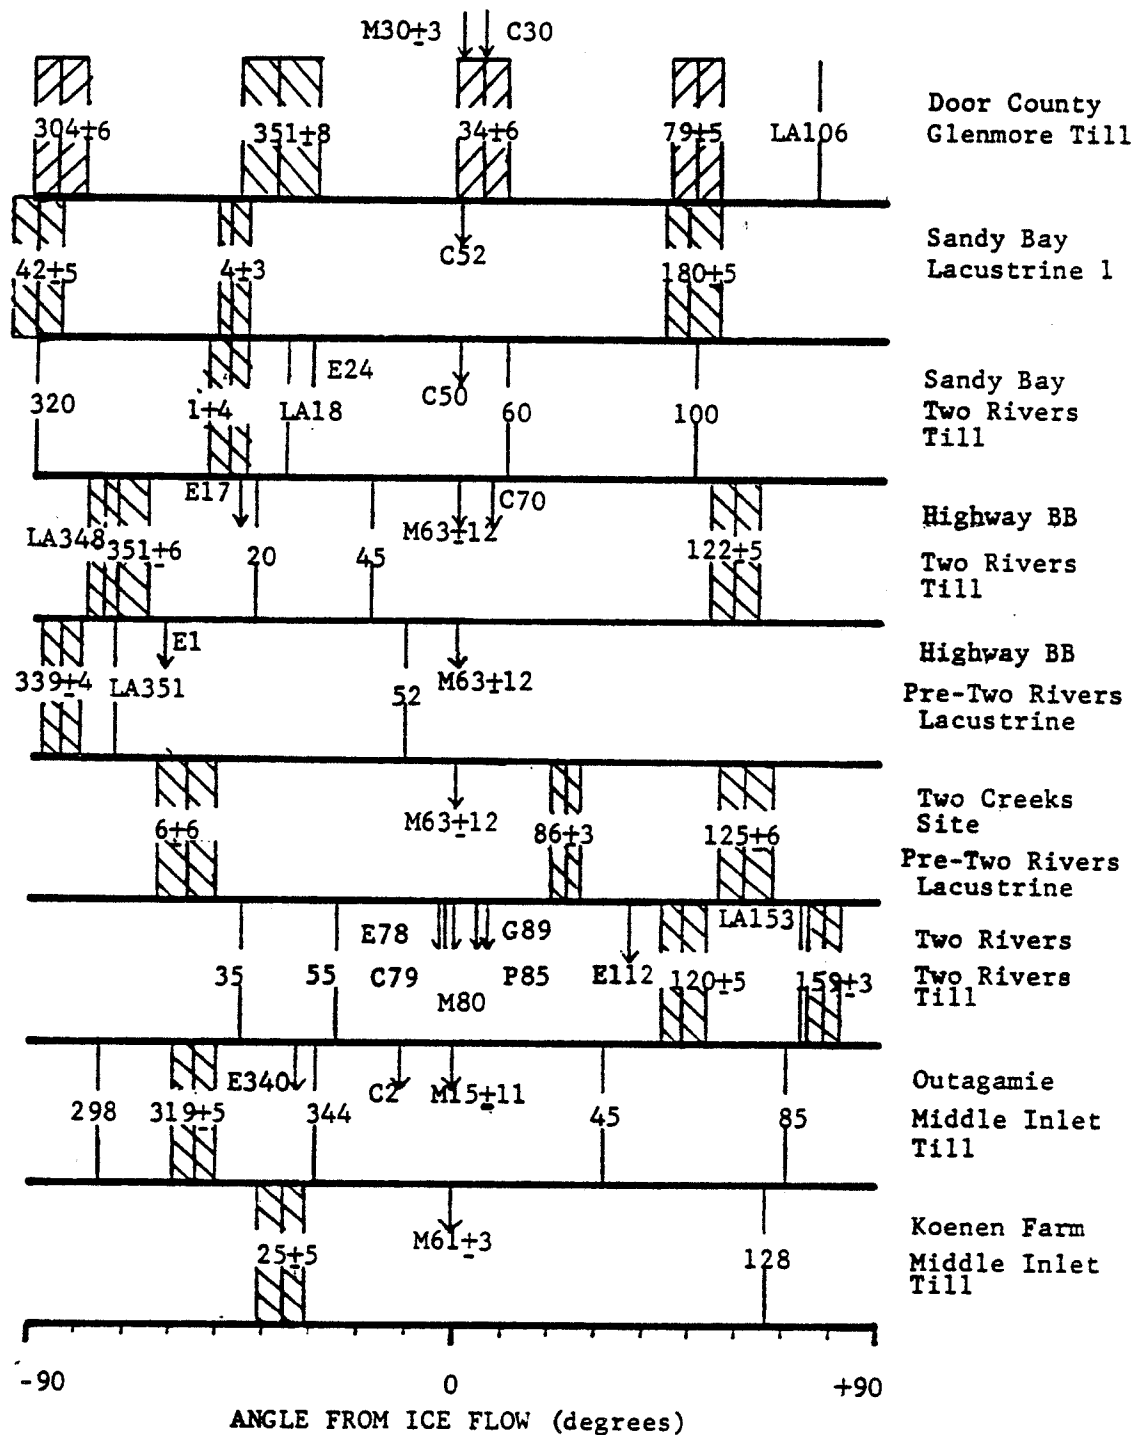 M30±3 C30
304±6 351±8 34±6 79±5 LA106
Door County
Glenmore Till
C52
42±5 4±3 180±5
Sandy Bay
Lacustrine 1
E24
320 1±4 LA18 C50 60 100
Sandy Bay
Two Rivers
Till
E17 C70
LA348 351±6 20 45 M63±12 122±5
Highway BB
Two Rivers
Till
E1
339±4 LA351 52 M63±12
Highway BB
Pre-Two Rivers
Lacustrine
6±6 M63±12 86±3 125±6
Two Creeks
Site
Pre-Two Rivers
Lacustrine
E78 G89 LA153
35 55 C79 P85 E112 120±5 159±3
M80
Two Rivers
Two Rivers
Till
E340 C2 M15±11
298 319±5 344 45 85
Outagamie
Middle Inlet
Till
M61±3
25±5 128
Koenen Farm
Middle Inlet
Till
-90 0 +90
ANGLE FROM ICE FLOW (degrees)